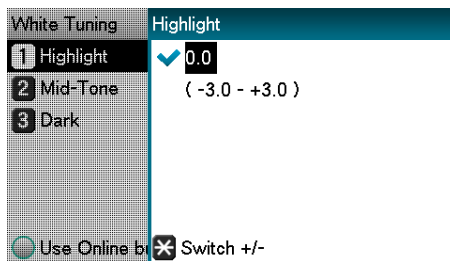 White Tuning
1 Highlight
2 Mid-Tone
3 Dark
Use Online b
Highlight
0.0
( -3.0 - +3.0 )
Switch +/-